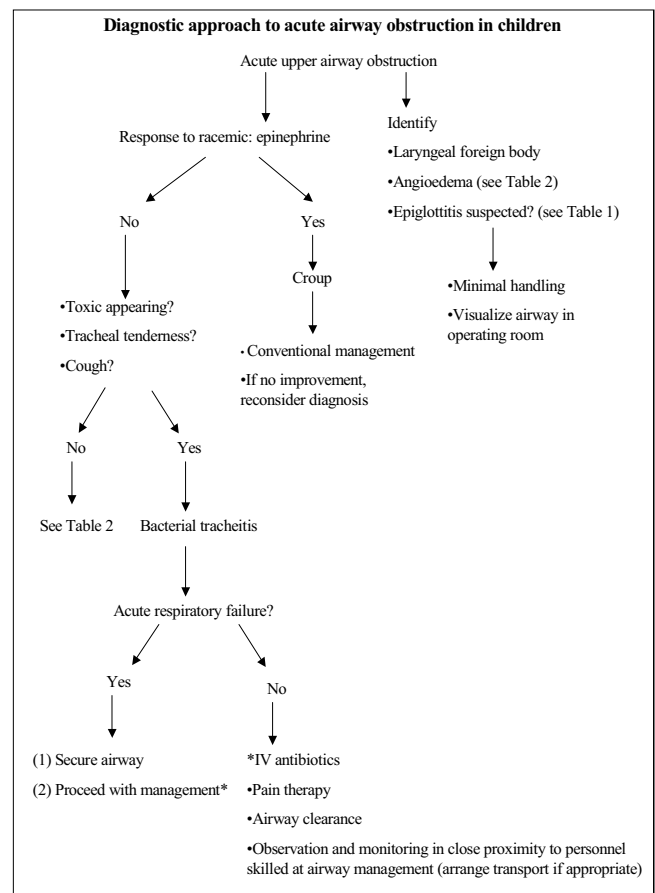 Diagnostic approach to acute airway obstruction in children
Acute upper airway obstruction
Response to racemic: epinephrine
Identify
•Laryngeal foreign body
•Angioedema (see Table 2)
•Epiglottitis suspected? (see Table 1)
•Minimal handling
•Visualize airway in
operating room
No
Yes
Croup
• Conventional management
•If no improvement,
reconsider diagnosis
•Toxic appearing?
•Tracheal tenderness?
•Cough?
No
Yes
See Table 2
Bacterial tracheitis
Acute respiratory failure?
Yes
No
(1) Secure airway
(2) Proceed with management*
*IV antibiotics
•Pain therapy
•Airway clearance
•Observation and monitoring in close proximity to personnel
skilled at airway management (arrange transport if appropriate)